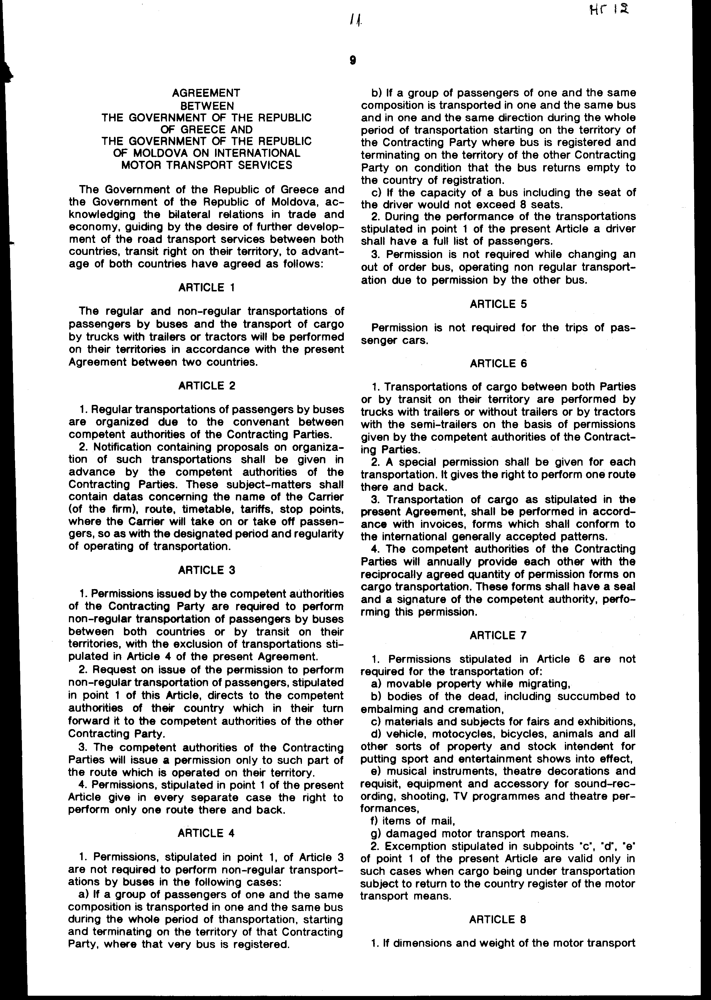 11.
9
AGREEMENT
BETWEEN
THE GOVERNMENT OF THE REPUBLIC
OF GREECE AND
THE GOVERNMENT OF THE REPUBLIC
OF MOLDOVA ON INTERNATIONAL
MOTOR TRANSPORT SERVICES
The Government of the Republic of Greece and
the Government of the Republic of Moldova, ac-
knowledging the bilateral relations in trade and
economy, guiding by the desire of further develop-
ment of the road transport services between both
countries, transit right on their territory, to advant-
age of both countries have agreed as follows:
ARTICLE 1
The regular and non-regular transportations of
passengers by buses and the transport of cargo
by trucks with trailers or tractors will be performed
on their territories in accordance with the present
Agreement between two countries.
ARTICLE 2
1. Regular transportations of passengers by buses
are organized due to the convenant between
competent authorities of the Contracting Parties.
2. Notification containing proposals on organiza-
tion of such transportations shall be given in
advance by the competent authorities of the
Contracting Parties. These subject-matters shall
contain datas concerning the name of the Carrier
(of the firm), route, timetable, tariffs, stop points,
where the Carrier will take on or take off passen-
gers, so as with the designated period and regularity
of operating of transportation.
ARTICLE 3
1. Permissions issued by the competent authorities
of the Contracting Party are required to perform
non-regular transportation of passengers by buses
between both countries or by transit on their
territories, with the exclusion of transportations sti-
pulated in Article 4 of the present Agreement.
2. Request on issue of the permission to perform
non-regular transportation of passengers, stipulated
in point 1 of this Article, directs to the competent
authorities of their country which in their turn
forward it to the competent authorities of the other
Contracting Party.
3. The competent authorities of the Contracting
Parties will issue a permission only to such part of
the route which is operated on their territory.
4. Permissions, stipulated in point 1 of the present
Article give in every separate case the right to
perform only one route there and back.
ARTICLE 4
1. Permissions, stipulated in point 1, of Article 3
are not required to perform non-regular transport-
ations by buses in the following cases:
a) If a group of passengers of one and the same
composition is transported in one and the same bus
during the whole period of thansportation, starting
and terminating on the territory of that Contracting
Party, where that very bus is registered.
b) If a group of passengers of one and the same
composition is transported in one and the same bus
and in one and the same direction during the whole
period of transportation starting on the territory of
the Contracting Party where bus is registered and
terminating on the territory of the other Contracting
Party on condition that the bus returns empty to
the country of registration.
c) If the capacity of a bus including the seat of
the driver would not exceed 8 seats.
2. During the performance of the transportations
stipulated in point 1 of the present Article a driver
shall have a full list of passengers.
3. Permission is not required while changing an
out of order bus, operating non regular transport-
ation due to permission by the other bus.
ARTICLE 5
Permission is not required for the trips of pas-
senger cars.
ARTICLE 6
1. Transportations of cargo between both Parties
or by transit on their territory are performed by
trucks with trailers or without trailers or by tractors
with the semi-trailers on the basis of permissions
given by the competent authorities of the Contract-
ing Parties.
2. A special permission shall be given for each
transportation. It gives the right to perform one route
there and back.
3. Transportation of cargo as stipulated in the
present Agreement, shall be performed in accord-
ance with invoices, forms which shall conform to
the international generally accepted patterns.
4. The competent authorities of the Contracting
Parties will annually provide each other with the
reciprocally agreed quantity of permission forms on
cargo transportation. These forms shall have a seal
and a signature of the competent authority, perfo-
rming this permission.
ARTICLE 7
1. Permissions stipulated in Article 6 are not
required for the transportation of:
a) movable property while migrating,
b) bodies of the dead, including succumbed to
embalming and cremation,
c) materials and subjects for fairs and exhibitions,
d) vehicle, motocycles, bicycles, animals and all
other sorts of property and stock intendent for
putting sport and entertainment shows into effect,
e) musical instruments, theatre decorations and
requisit, equipment and accessory for sound-rec-
ording, shooting, TV programmes and theatre per-
formances,
f) items of mail,
g) damaged motor transport means.
2. Excemption stipulated in subpoints "c", "d", "e"
of point 1 of the present Article are valid only in
such cases when cargo being under transportation
subject to return to the country register of the motor
transport means.
ARTICLE 8
1. If dimensions and weight of the motor transport